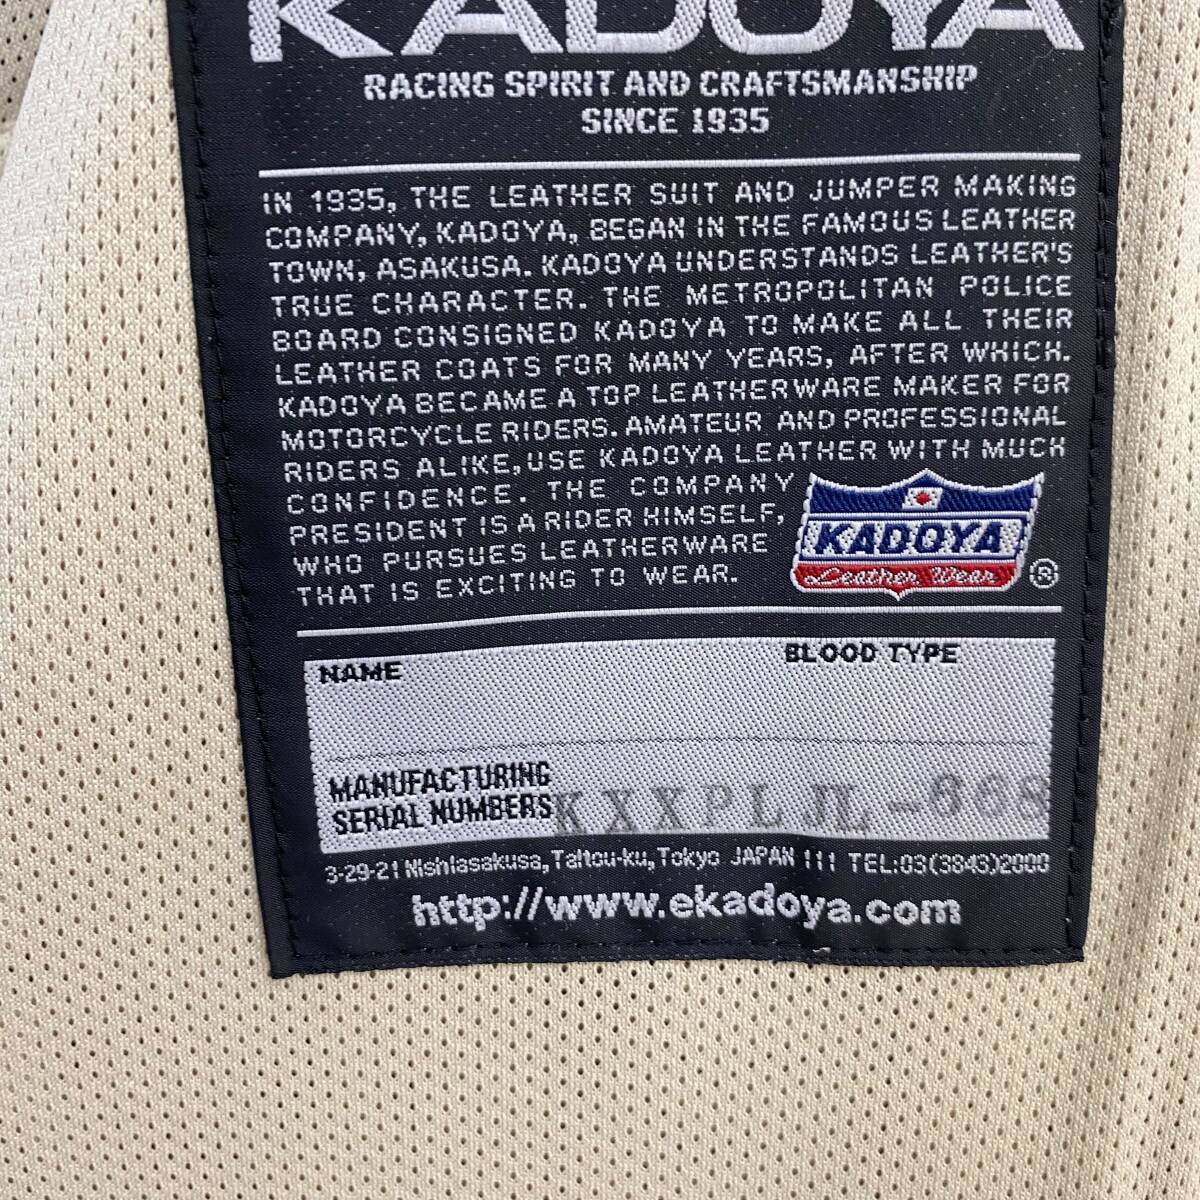 KADOYA
RACING SPIRIT AND CRAFTSMANSHIP
SINCE 1935
IN 1935, THE LEATHER SUIT AND JUMPER MAKING
COMPANY, KADOYA, BEGAN IN THE FAMOUS LEATHER
TOWN, ASAKUSA. KADOYA UNDERSTANDS LEATHER'S
TRUE CHARACTER. THE METROPOLITAN POLICE
BOARD CONSIGNED KADOYA TO MAKE ALL THEIR
LEATHER COATS FOR MANY YEARS, AFTER WHICH.
KADOYA BECAME A TOP LEATHERWARE MAKER FOR
MOTORCYCLE RIDERS. AMATEUR AND PROFESSIONAL
RIDERS ALIKE, USE KADOYA LEATHER WITH MUCH
CONFIDENCE. THE COMPANY
PRESIDENT IS A RIDER HIMSELF,
WHO PURSUES LEATHERWARE
THAT IS EXCITING TO WEAR.
KADOYA
Leather Wear ®
NAME BLOOD TYPE
MANUFACTURING
SERIAL NUMBERS KXXPL JL
3-29-21 Nishiasakusa, Taitou-ku, Tokyo JAPAN 111 TEL:03(3843)2000
http://www.ekadoya.com